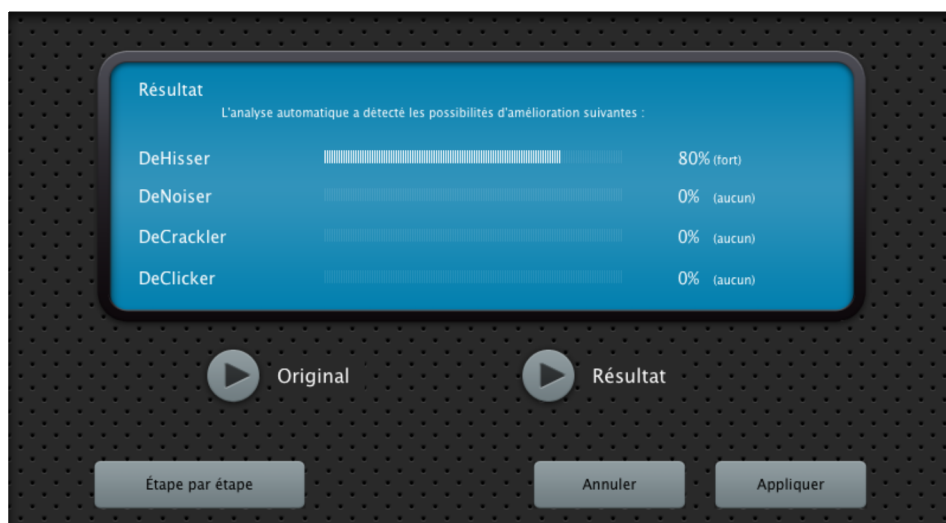 Résultat
L'analyse automatique a détecté les possibilités d'amélioration suivantes :
DeHisser 80% (fort)
DeNoiser 0% (aucun)
DeCrackler 0% (aucun)
DeClicker 0% (aucun)
Original Résultat
Étape par étape Annuler Appliquer